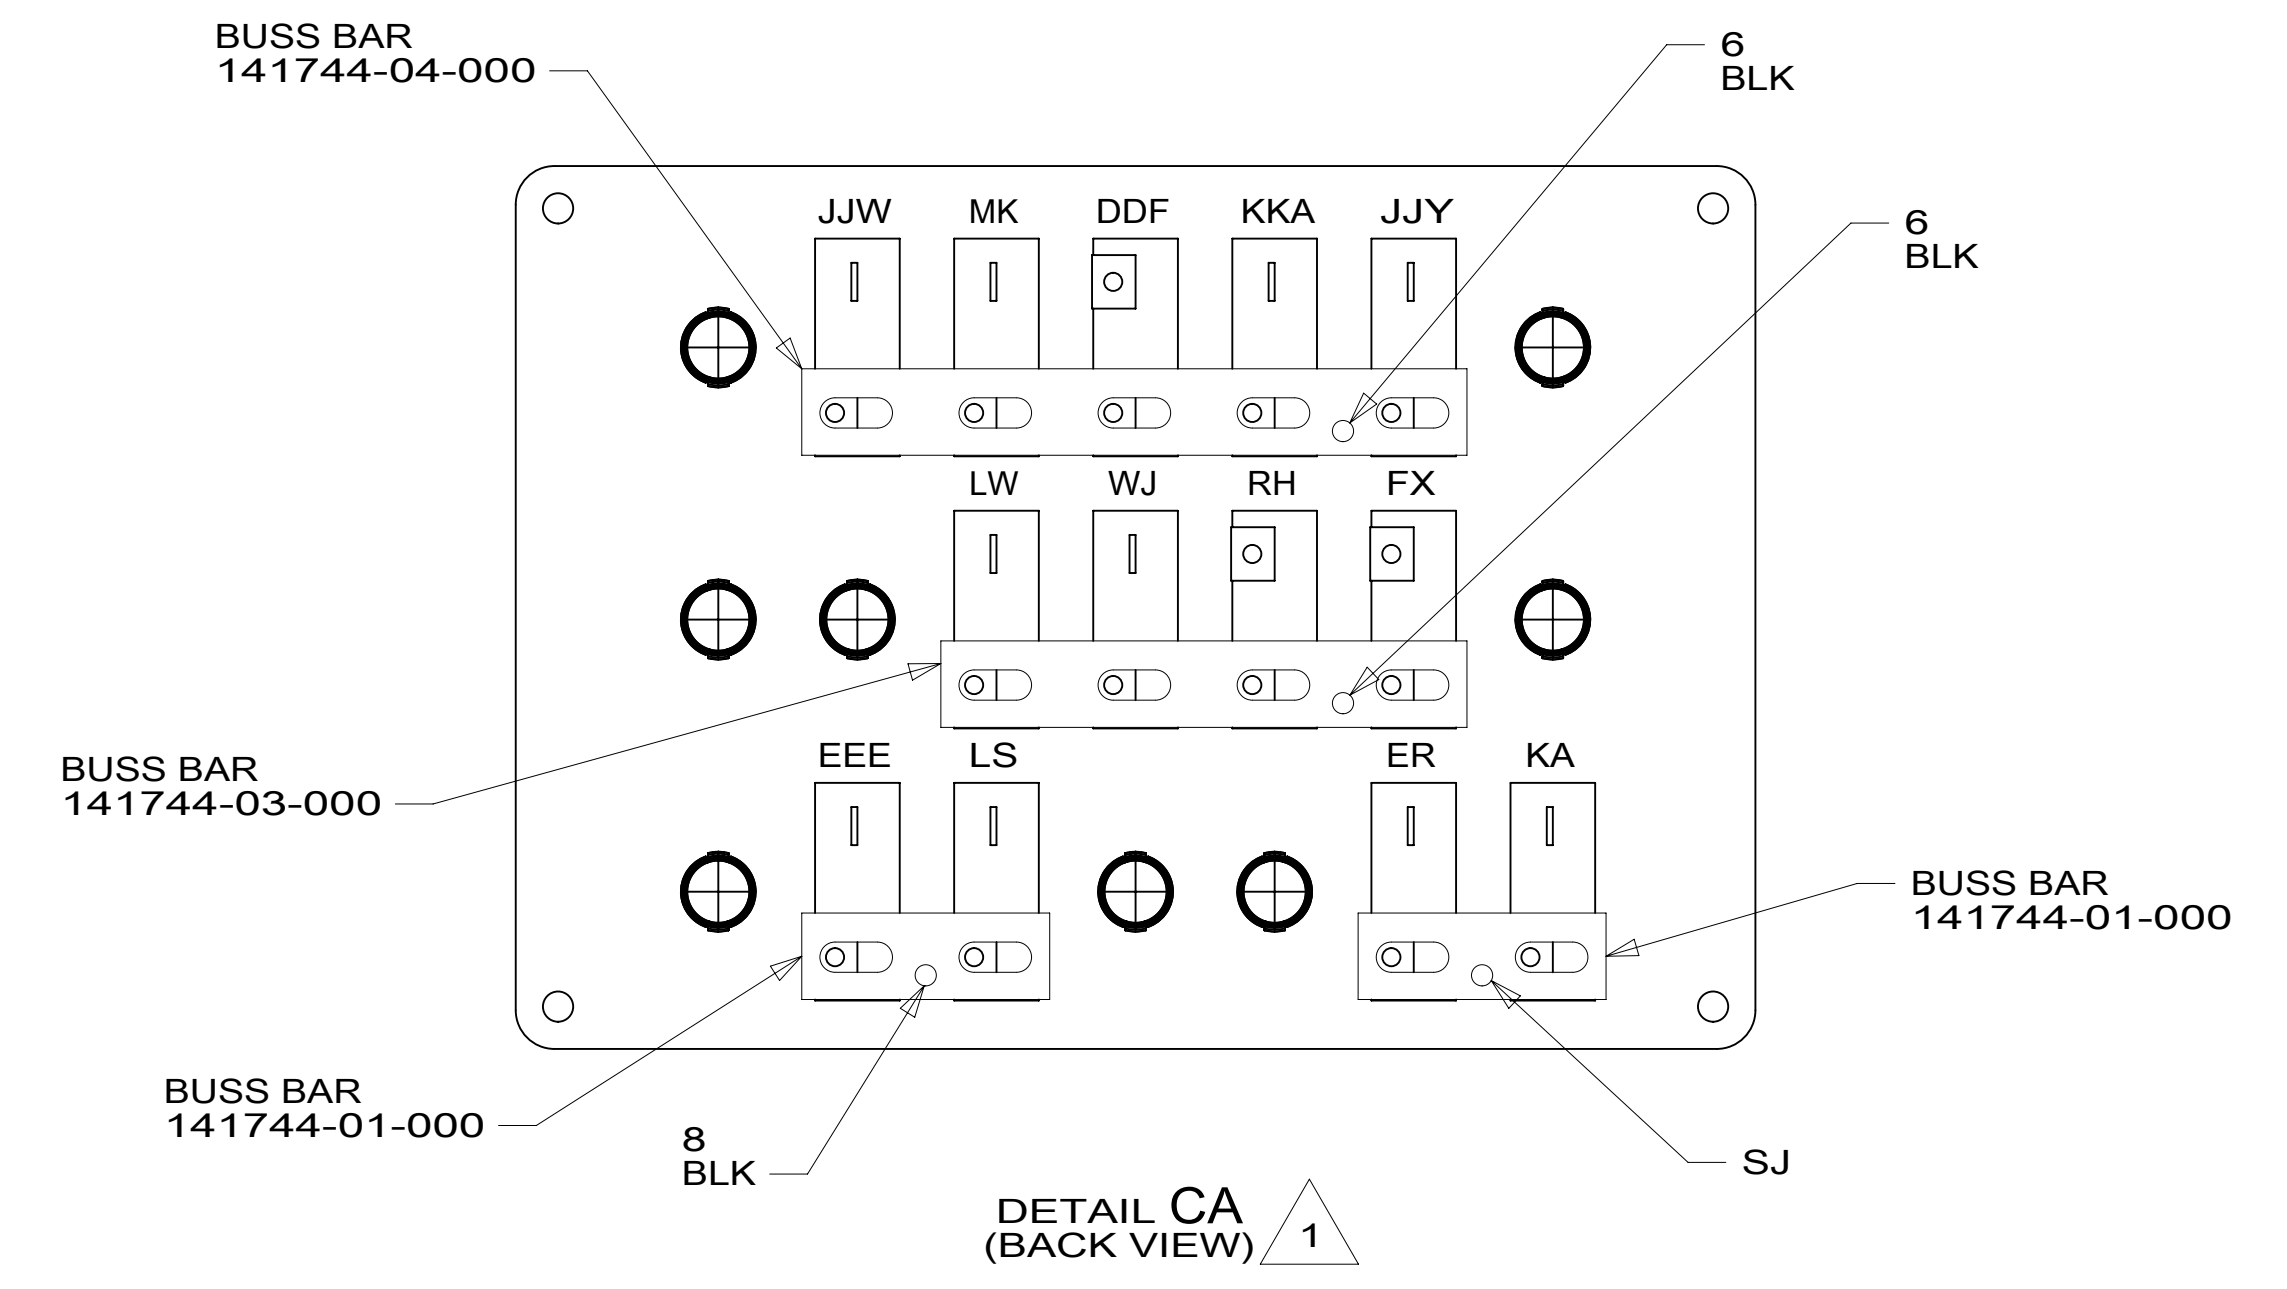 BUSS BAR
141744-04-000
6
BLK
6
BLK
JJW MK DDF KKA JJY
LW WJ RH FX
BUSS BAR
141744-03-000
EEE LS ER KA
BUSS BAR
141744-01-000
BUSS BAR
141744-01-000
8
BLK
SJ
DETAIL CA
(BACK VIEW)
1